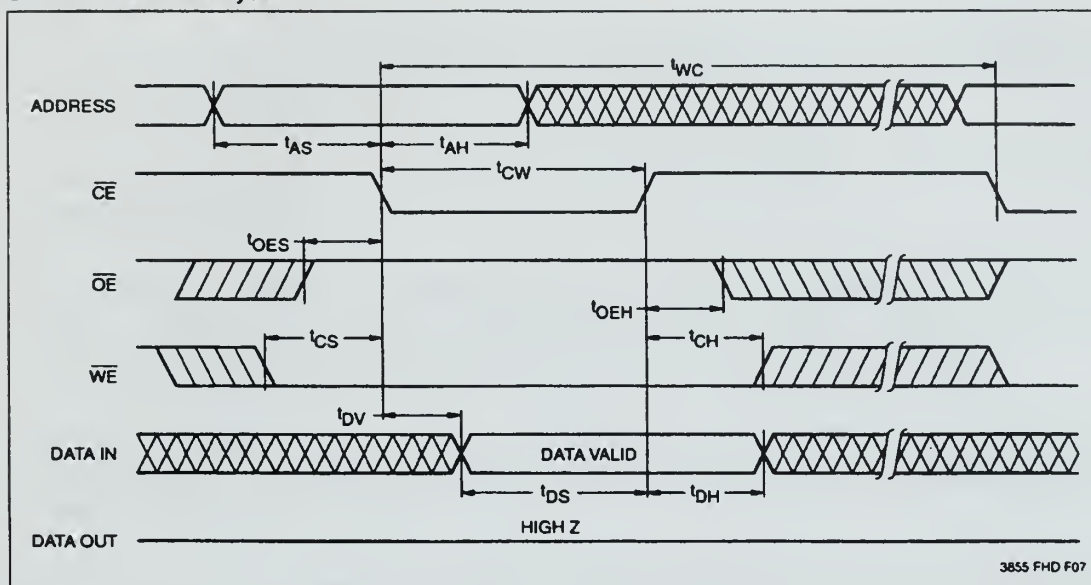 tWC
ADDRESS
tAS
tAH
tCW
CE
tOES
OE
tOEH
tCS
tCH
WE
tDV
DATA IN
DATA VALID
tDS
tDH
HIGH Z
DATA OUT
3855 FHD F07